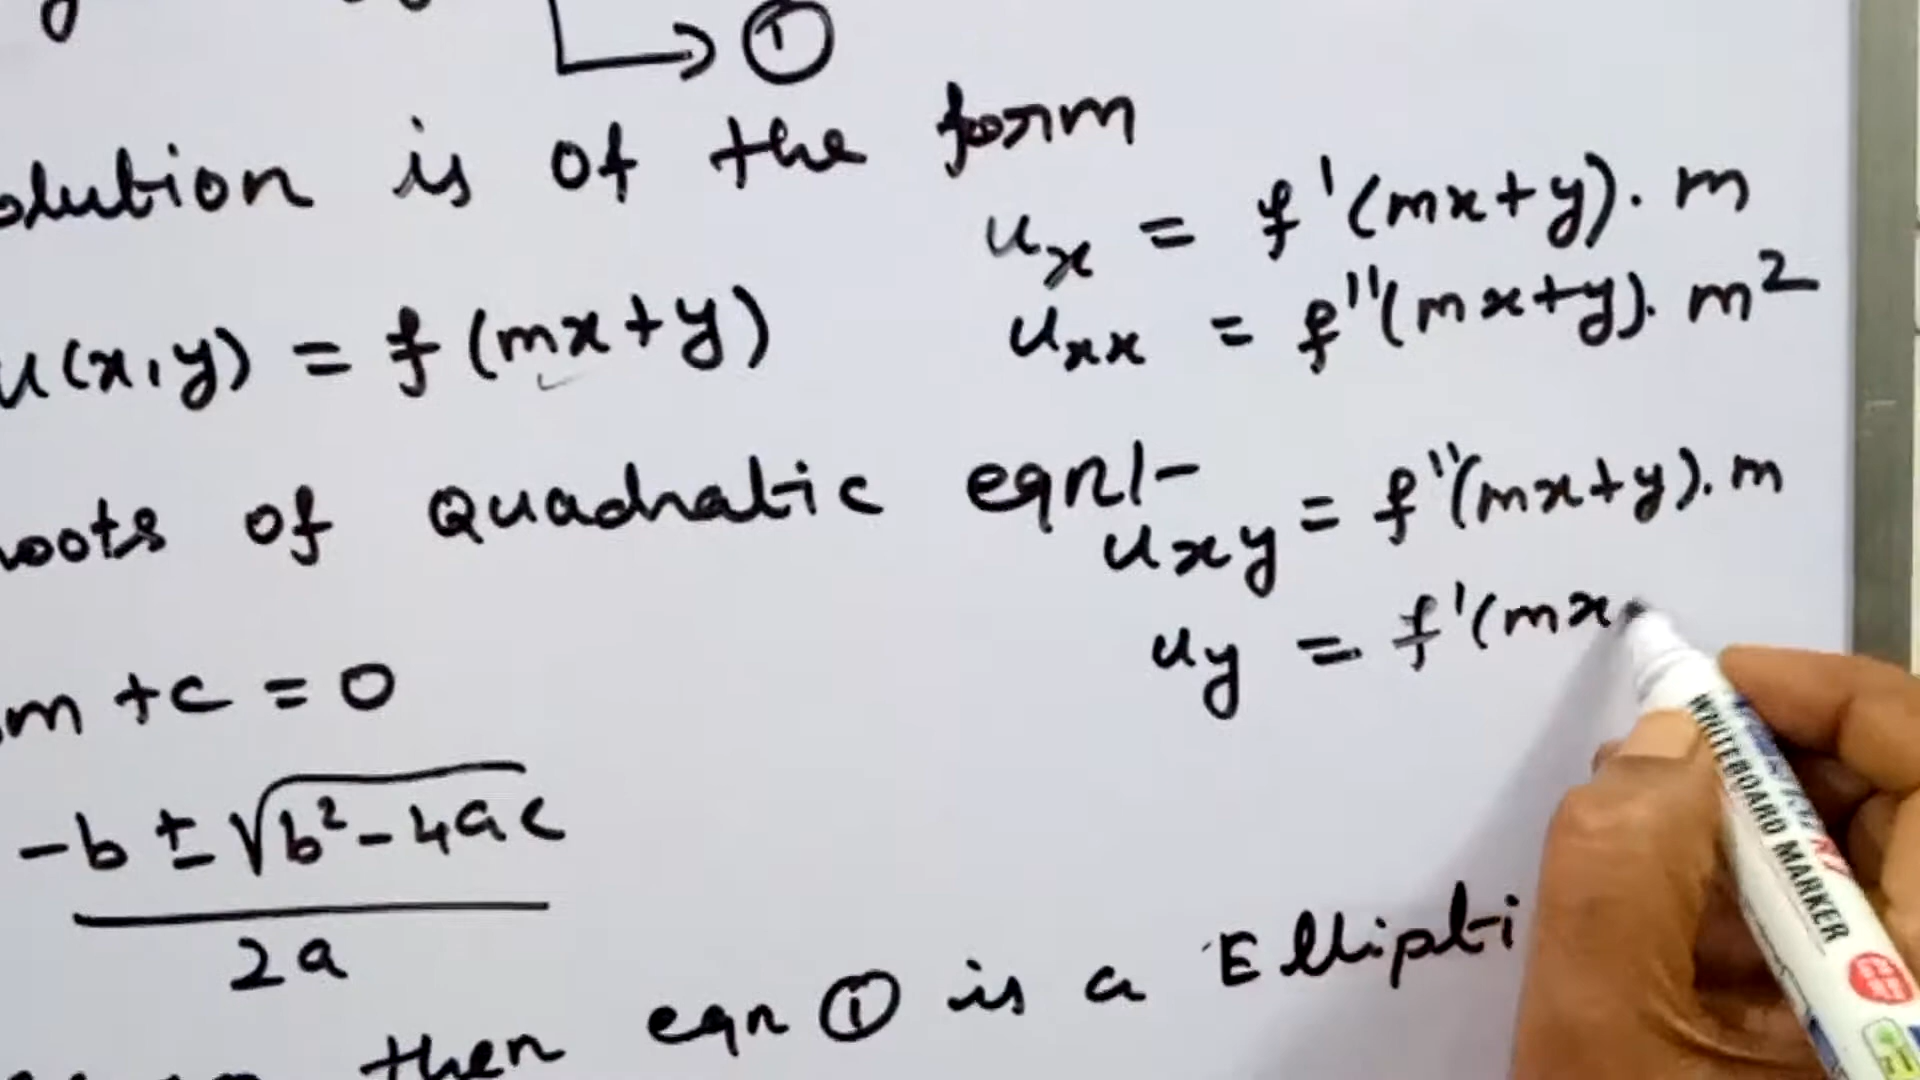 ①
solution is of the form
u(x,y) = f(mx+y)
roots of Quadratic eqn:-
m + c = 0
-b ± √b² - 4ac
2a
then eqn ① is a Ellipti
uₓ = f'(mx+y). m
uₓₓ = f''(mx+y). m²
uₓy = f''(mx+y). m
uy = f'(mx
WHITEBOARD MARKER